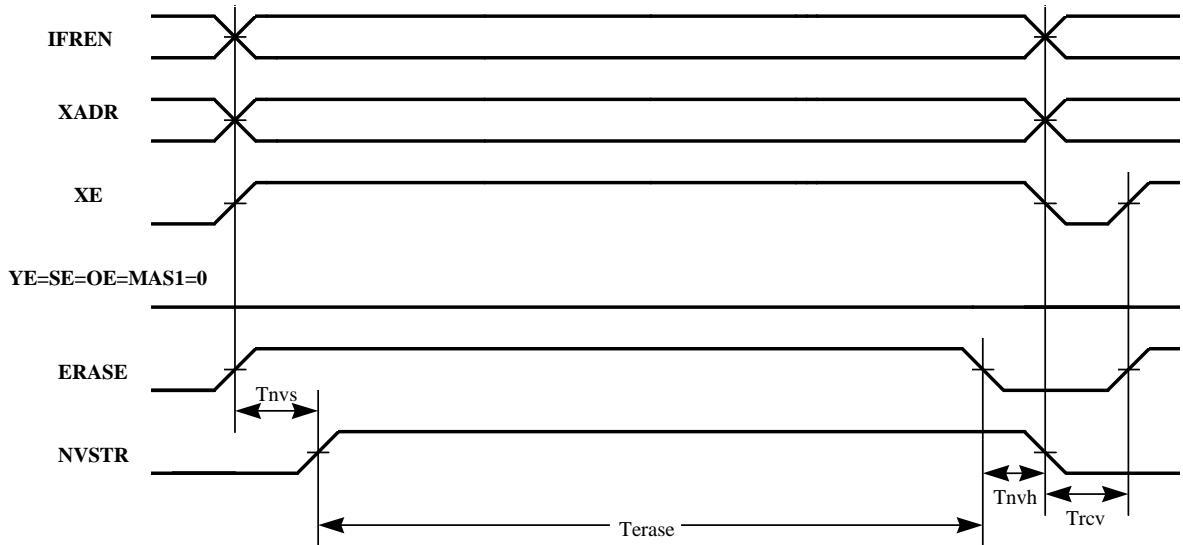 IFREN
XADR
XE
YE=SE=OE=MAS1=0
ERASE
Tnvs
NVSTR
Tnvh
Trcv
Terase